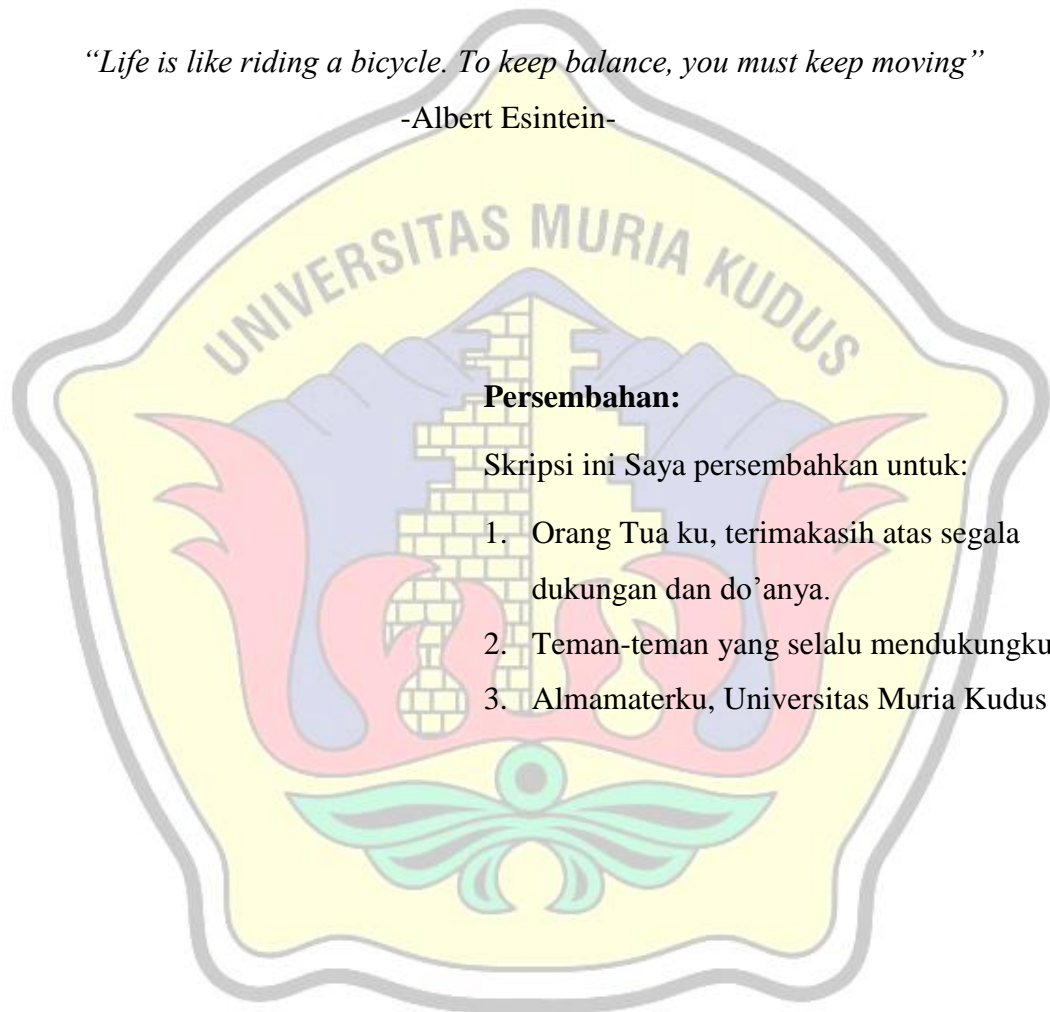 “Life is like riding a bicycle. To keep balance, you must keep moving”
-Albert Esintein-
UNIVERSITAS MURIA KUDUS
Persembahan:
Skripsi ini Saya persembahkan untuk:
1. Orang Tua ku, terimakasih atas segala
dukungan dan do’anya.
2. Teman-teman yang selalu mendukungku
3. Almamaterku, Universitas Muria Kudus